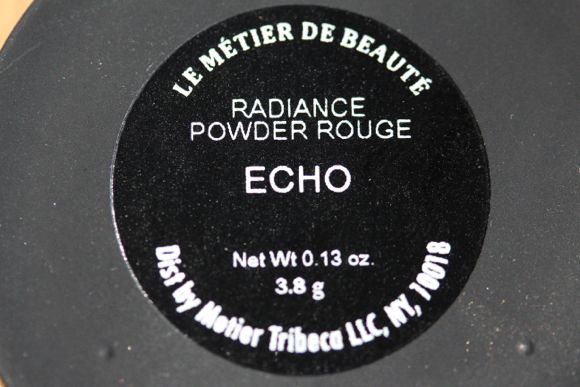 LE MÉTIER DE BEAUTÉ
RADIANCE
POWDER ROUGE
ECHO
Net Wt 0.13 oz.
3.8 g
Dist by Metier Tribeca LLC, NY, NY, 10018